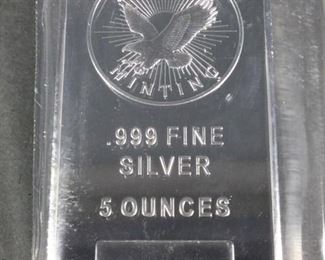 MINTING
.999 FINE
SILVER
5 OUNCES